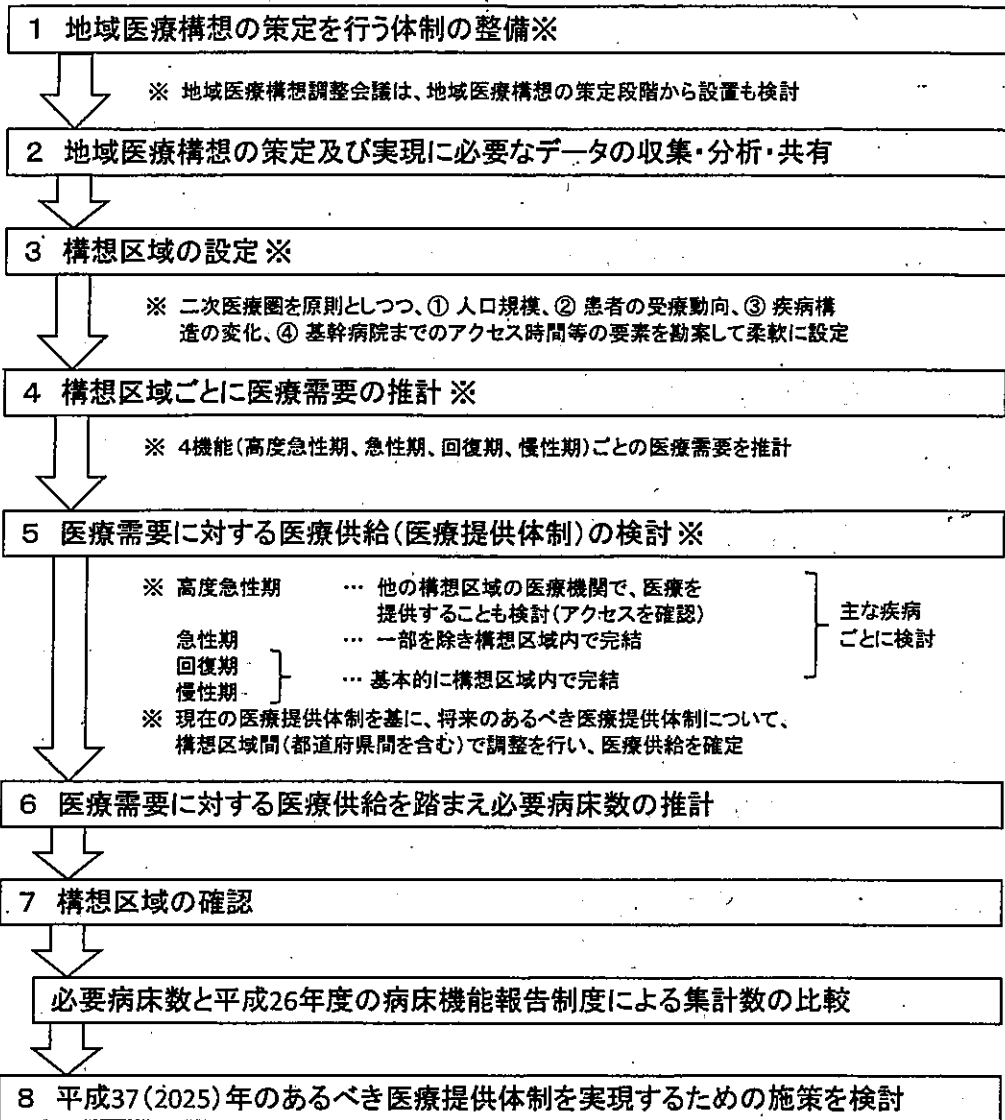 1 地域医療構想の策定を行う体制の整備※
※ 地域医療構想調整会議は、地域医療構想の策定段階から設置も検討
2 地域医療構想の策定及び実現に必要なデータの収集・分析・共有
3 構想区域の設定※
※ 二次医療圏を原則としつつ、① 人口規模、② 患者の受療動向、③ 疾病構
造の変化、④ 基幹病院までのアクセス時間等の要素を勘案して柔軟に設定
4 構想区域ごとに医療需要の推計※
※ 4機能(高度急性期、急性期、回復期、慢性期)ごとの医療需要を推計
5 医療需要に対する医療供給(医療提供体制)の検討※
※ 高度急性期 … 他の構想区域の医療機関で、医療を
提供することも検討(アクセスを確認)
急性期 … 一部を除き構想区域内で完結
回復期
慢性期 … 基本的に構想区域内で完結
主な疾病
ごとに検討
※ 現在の医療提供体制を基に、将来のあるべき医療提供体制について、
構想区域間(都道府県間を含む)で調整を行い、医療供給を確定
6 医療需要に対する医療供給を踏まえ必要病床数の推計
7 構想区域の確認
必要病床数と平成26年度の病床機能報告制度による集計数の比較
8 平成37(2025)年のあるべき医療提供体制を実現するための施策を検討